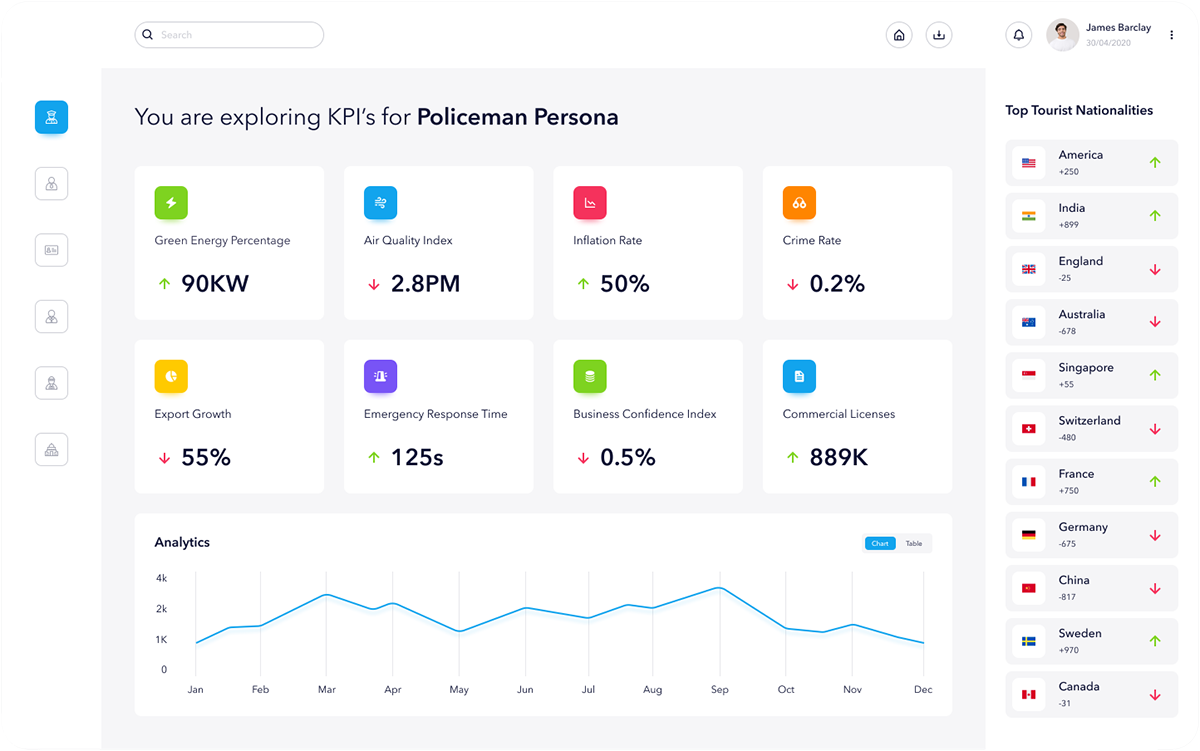 Search
James Barclay
30/04/2020
You are exploring KPI's for Policeman Persona
Green Energy Percentage
90KW
Air Quality Index
2.8PM
Inflation Rate
50%
Crime Rate
0.2%
Export Growth
55%
Emergency Response Time
125s
Business Confidence Index
0.5%
Commercial Licenses
889K
Analytics
Chart
Table
4k
2k
1K
0
Jan
Feb
Mar
Apr
May
Jun
Jul
Aug
Sep
Oct
Nov
Dec
Top Tourist Nationalities
America
+250
India
+899
England
-25
Australia
-678
Singapore
+55
Switzerland
-480
France
+750
Germany
-675
China
-817
Sweden
+970
Canada
-31